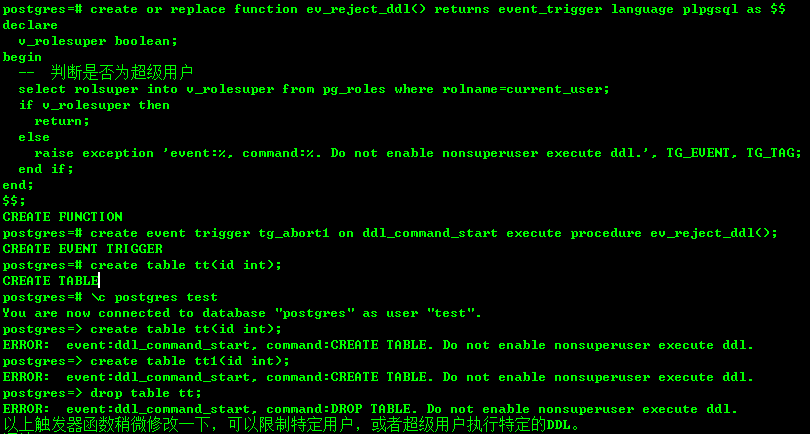 postgres=# create or replace function ev_reject_ddl() returns event_trigger language plpgsql as $$
declare
  v_rolesuper boolean;
begin
  --  判断是否为超级用户
  select rolsuper into v_rolesuper from pg_roles where rolname=current_user;
  if v_rolesuper then
    return;
  else
    raise exception 'event:%, command:%. Do not enable nonsuperuser execute ddl.', TG_EVENT, TG_TAG;
  end if;
end;
$$;
CREATE FUNCTION
postgres=# create event trigger tg_abort1 on ddl_command_start execute procedure ev_reject_ddl();
CREATE EVENT TRIGGER
postgres=# create table tt(id int);
CREATE TABLE
postgres=# \c postgres test
You are now connected to database "postgres" as user "test".
postgres=> create table tt(id int);
ERROR:  event:ddl_command_start, command:CREATE TABLE. Do not enable nonsuperuser execute ddl.
postgres=> create table tt1(id int);
ERROR:  event:ddl_command_start, command:CREATE TABLE. Do not enable nonsuperuser execute ddl.
postgres=> drop table tt;
ERROR:  event:ddl_command_start, command:DROP TABLE. Do not enable nonsuperuser execute ddl.
以上触发器函数稍微修改一下，可以限制特定用户，或者超级用户执行特定的DDL。